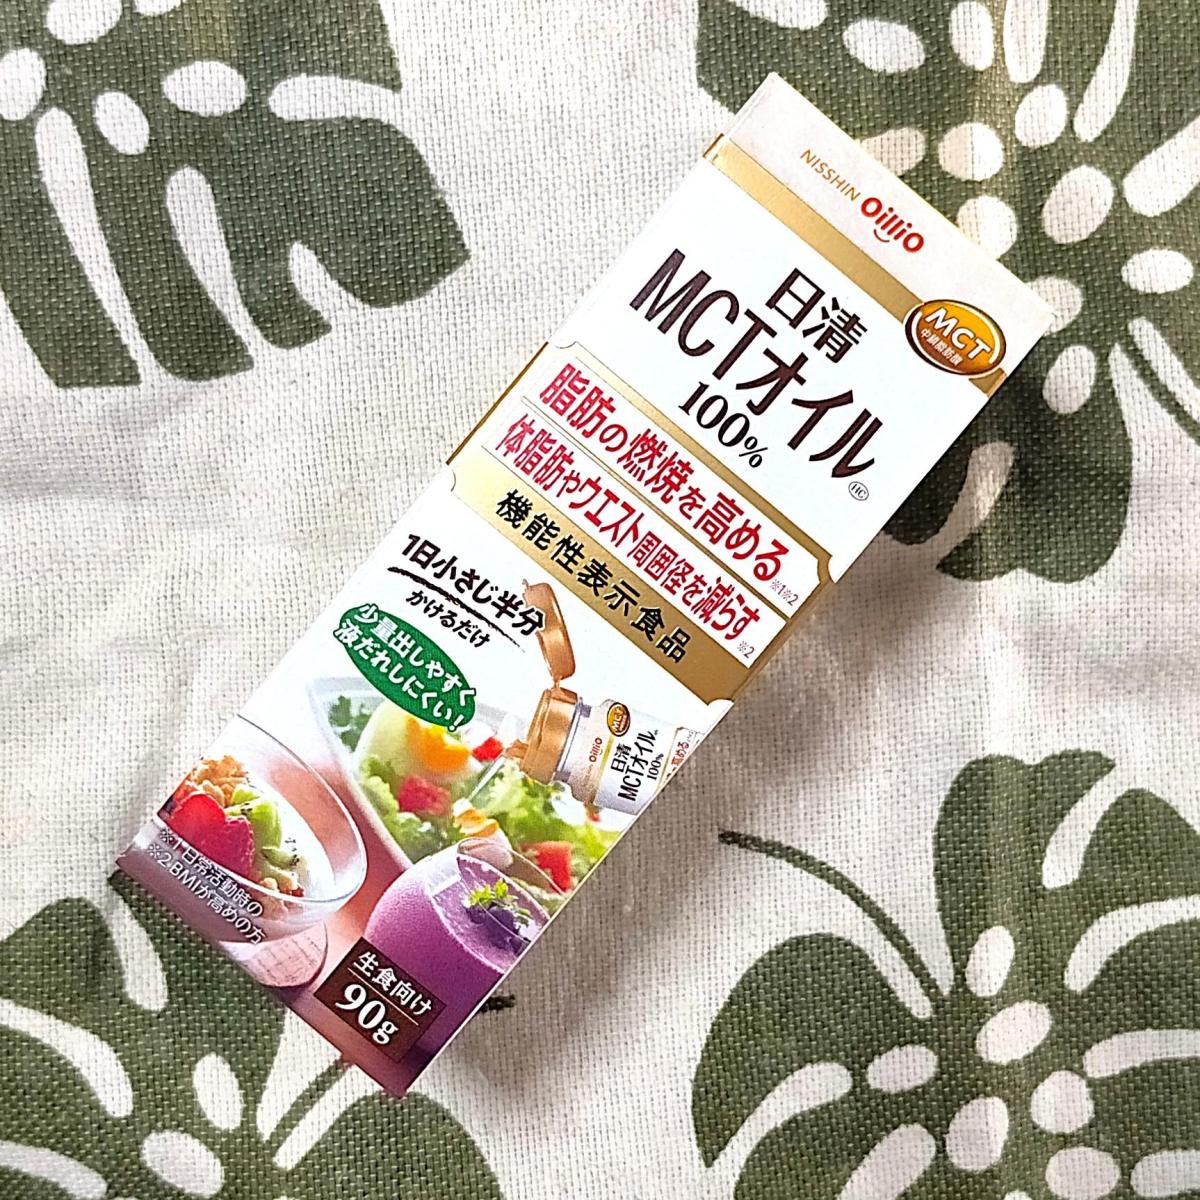 NISSHIN OilliO
MCT
中鎖脂肪酸
日清
MCTオイル
100%
HC
脂肪の燃焼を高める※1※2
体脂肪やウエスト周囲径を減らす※2
機能性表示食品
1日小さじ半分
かけるだけ
少量出しやすく
液だれしにくい!
MCT
OilliO
日清
MCTオイル
100%
※1 日常活動時の
※2 BMIが高めの方
生食向け
90g